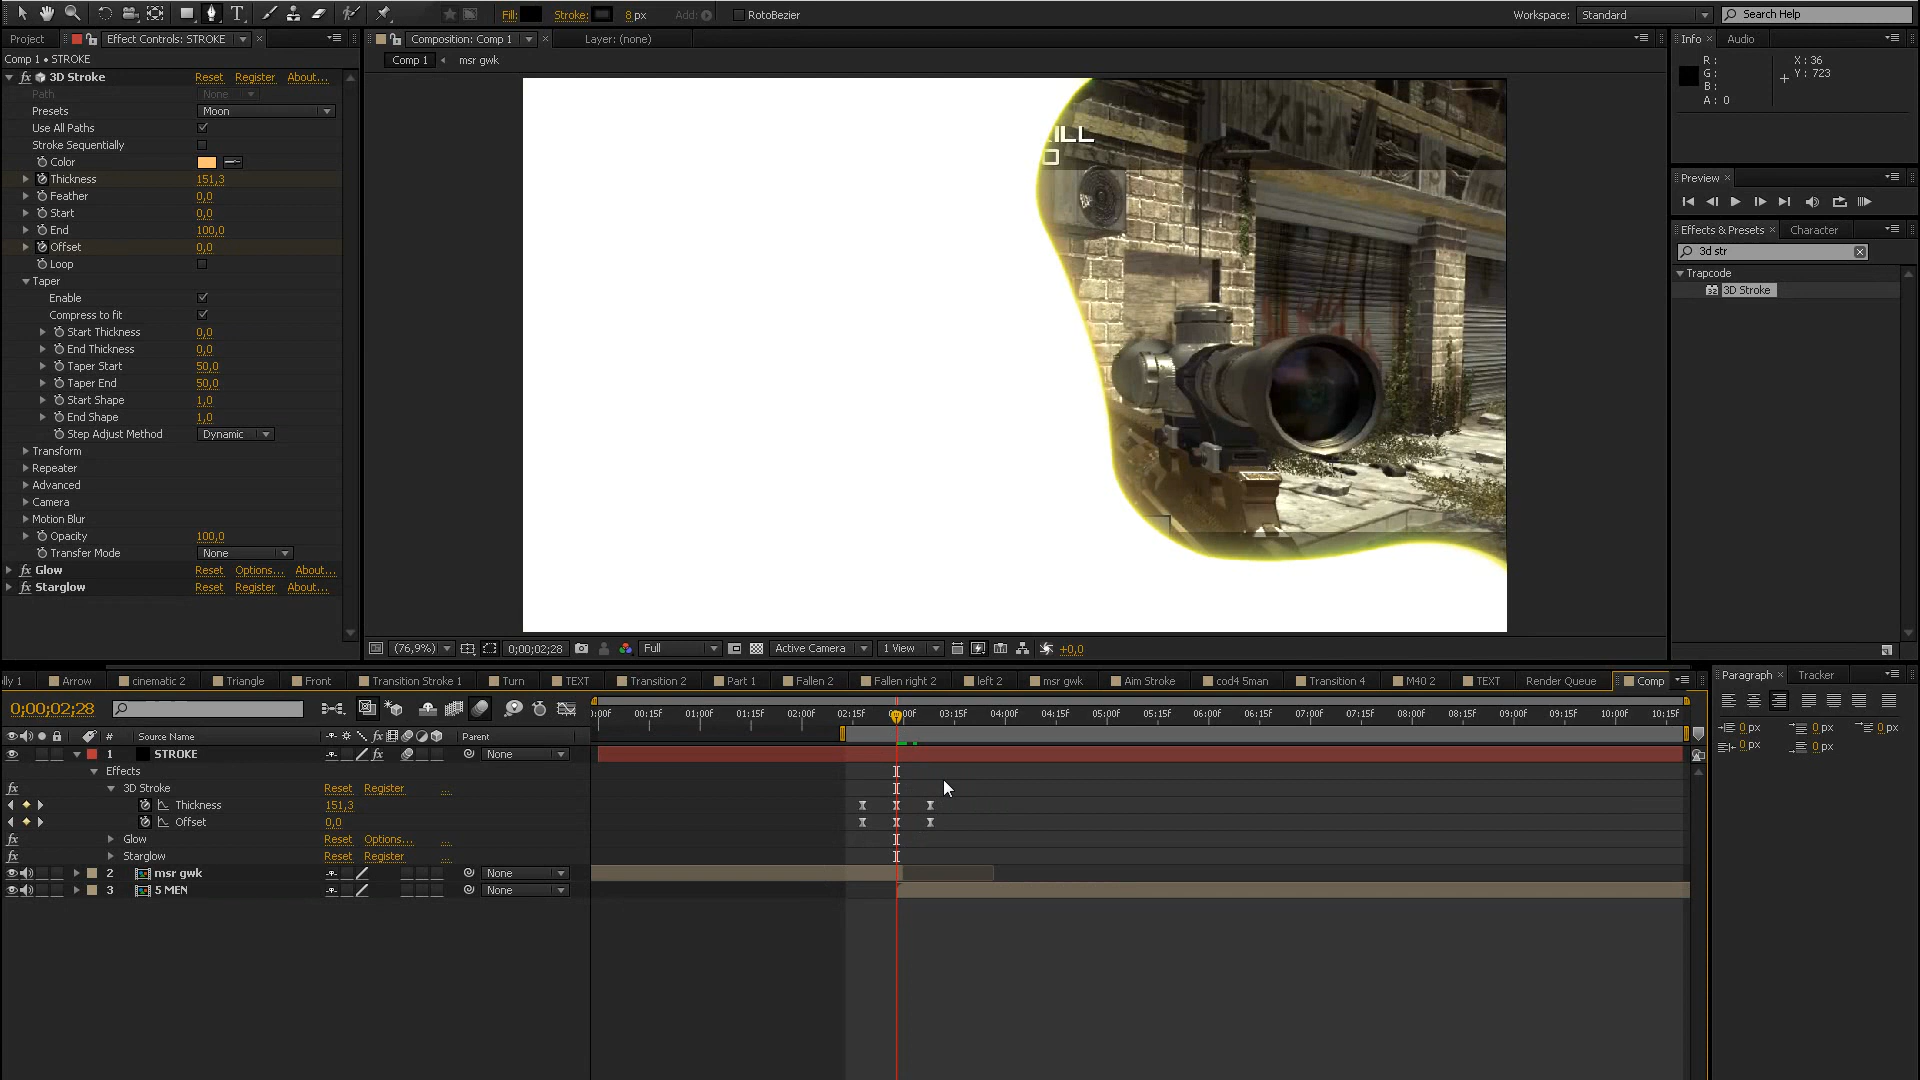 Fill:
Stroke:
8 px
Add:
RotoBezier
Workspace:
Standard
Search Help
Project
Effect Controls: STROKE
Composition: Comp 1
Layer: (none)
Info
Audio
Comp 1 • STROKE
Comp 1
msr gwk
R :
G :
B :
A : 0
X : 36
Y : 723
3D Stroke
Reset
Register
About...
Path
None
Presets
Moon
Use All Paths
Stroke Sequentially
Color
Thickness
151,3
Feather
0,0
Start
0,0
End
100,0
Offset
0,0
Loop
Taper
Enable
Compress to fit
Start Thickness
0,0
End Thickness
0,0
Taper Start
50,0
Taper End
50,0
Start Shape
1,0
End Shape
1,0
Step Adjust Method
Dynamic
Transform
Repeater
Advanced
Camera
Motion Blur
Opacity
100,0
Transfer Mode
None
Glow
Reset
Options...
About...
Starglow
Reset
Register
About...
ILL
Preview
Effects & Presets
Character
3d str
Trapcode
3D Stroke
(76,9%)
0;00;02;28
Full
Active Camera
1 View
+0,0
lly 1
Arrow
cinematic 2
Triangle
Front
Transition Stroke 1
Turn
TEXT
Transition 2
Part 1
Fallen 2
Fallen right 2
left 2
msr gwk
Aim Stroke
cod4 5man
Transition 4
M40 2
TEXT
Render Queue
Comp
Paragraph
Tracker
0;00;02;28
:00F
00:15F
01:00F
01:15F
02:00F
02:15F
03:00F
03:15F
04:00F
04:15F
05:00F
05:15F
06:00F
06:15F
07:00F
07:15F
08:00F
08:15F
09:00F
09:15F
10:00F
10:15F
0 px
0 px
0 px
0 px
0 px
#
Source Name
Parent
1
STROKE
None
Effects
3D Stroke
Reset
Register
...
Thickness
151,3
Offset
0,0
Glow
Reset
Options...
...
Starglow
Reset
Register
...
2
msr gwk
None
3
5 MEN
None